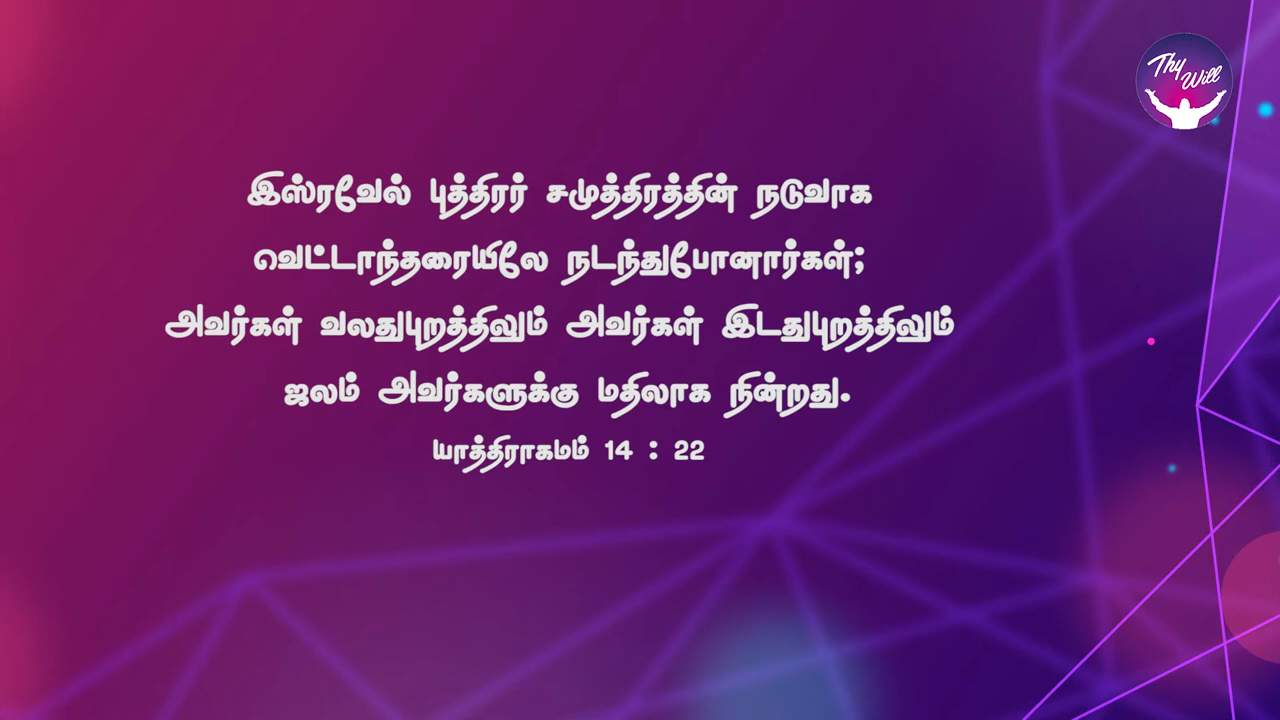 Thy
Will
இஸ்ரவேல் புத்திரர் சமுத்திரத்தின் நடுவாக
வெட்டாந்தரையிலே நடந்துபோனார்கள்;
அவர்கள் வலதுபுறத்திலும் அவர்கள் இடதுபுறத்திலும்
ஜலம் அவர்களுக்கு மதிலாக நின்றது.
யாத்திராகமம் 14 : 22